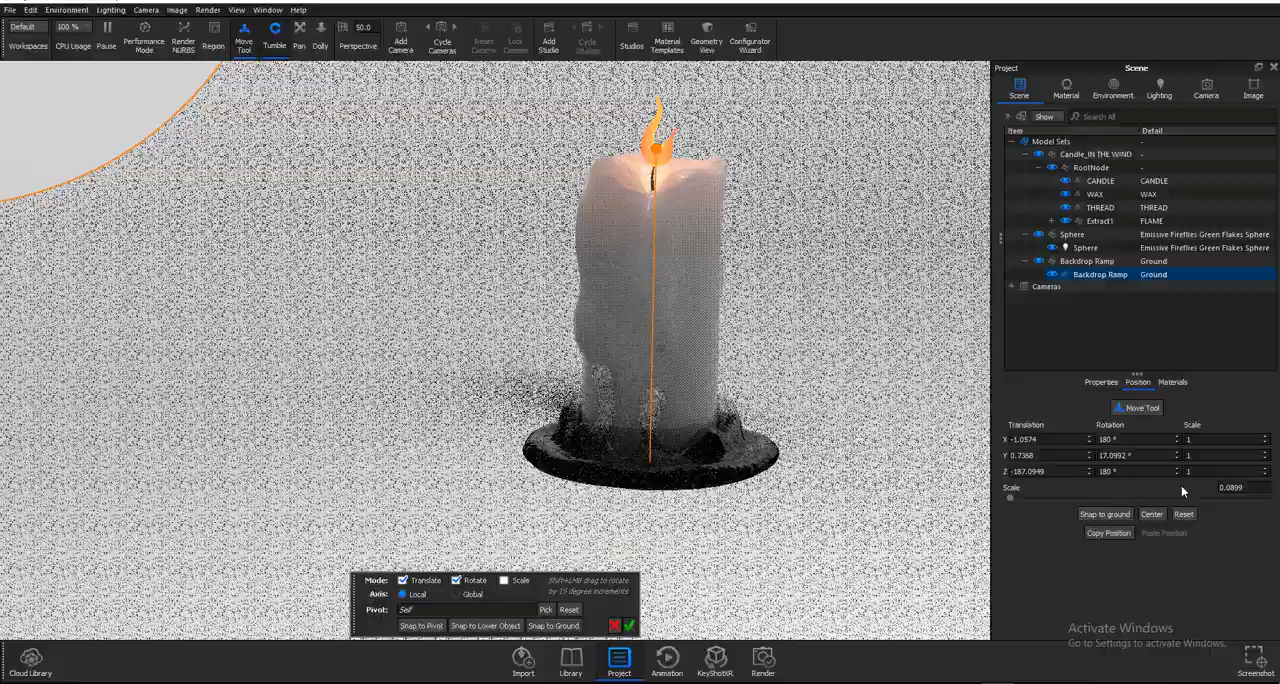 File Edit Environment Lighting Camera Image Render View Window Help
Default 100 % 50.0
Workspaces CPU Usage Pause Performance Mode Render NURBS Region Move Tool Tumble Pan Dolly Perspective Add Camera Cycle Cameras Reset Camera Lock Camera Add Studio Cycle Studios Studios Material Templates Geometry View Configurator Wizard
Project Scene
Scene Material Environment Lighting Camera Image
Show Search All
Item Detail
Model Sets -
Candle_IN THE WIND -
RootNode -
CANDLE CANDLE
WAX WAX
THREAD THREAD
Extract1 FLAME
Sphere Emissive Fireflies Green Flakes Sphere
Sphere Emissive Fireflies Green Flakes Sphere
Backdrop Ramp Ground
Backdrop Ramp Ground
Cameras
Properties Position Materials
Move Tool
Translation Rotation Scale
X -1.0574 180 ° 1
Y 0.7368 17.0992 ° 1
Z -187.0949 180 ° 1
Scale 0.0899
Snap to ground Center Reset
Copy Position Paste Position
Mode: Translate Rotate Scale Shift+LMB drag to rotate by 15 degree increments
Axis: Local Global
Pivot: Self Pick Reset
Snap to Pivot Snap to Lower Object Snap to Ground
Activate Windows
Go to Settings to activate Windows.
Cloud Library Import Library Project Animation KeyShotXR Render Screenshot